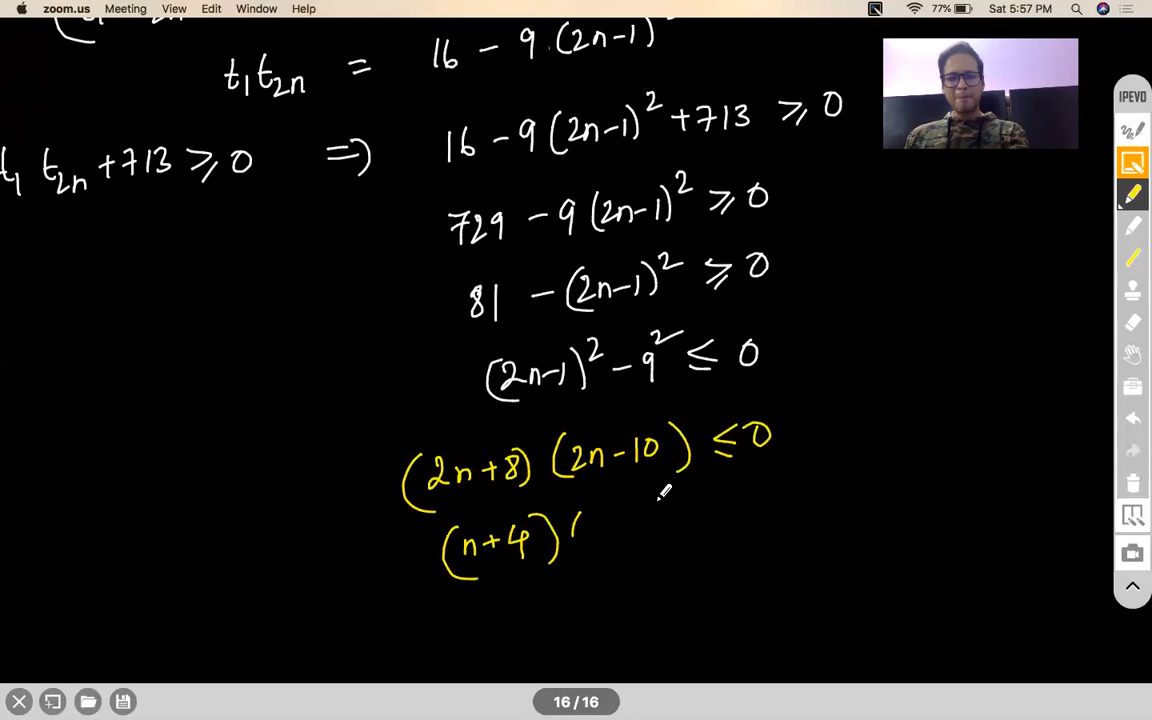 zoom.us Meeting View Edit Window Help 77% Sat 5:57 PM
t₁t₂ₙ = 16 - 9.(2n-1)²
IPEVO
t₁ t₂ₙ +713 ≥ 0 ⇒ 16 - 9(2n-1)² +713 ≥ 0
729 - 9(2n-1)² ≥ 0
81 - (2n-1)² ≥ 0
(2n-1)² - 9² ≤ 0
(2n+8)(2n-10) ≤ 0
(n+4)(
16 / 16